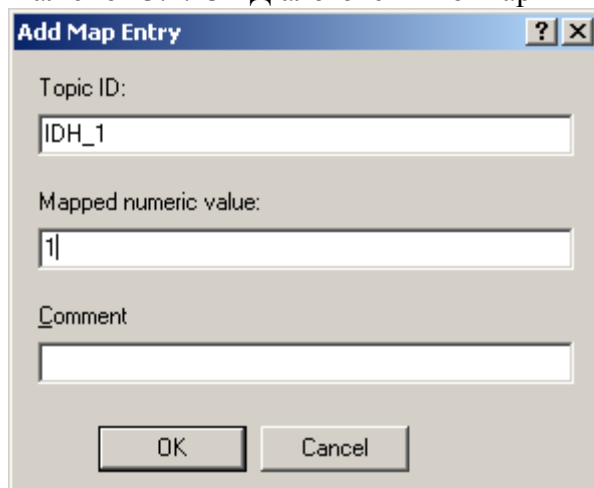 Add Map Entry
Topic ID:
IDH_1
Mapped numeric value:
1
Comment
OK Cancel